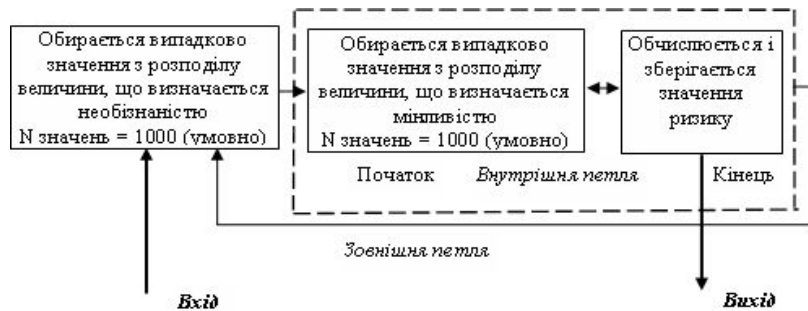 Обирається випадково
значення з розподілу
величини, що визначається
необізнаністю
N значень = 1000 (умовно)
Обирається випадково
значення з розподілу
величини, що визначається
мінливістю
N значень = 1000 (умовно)
Обчислюється і
зберігається
значення
ризику
Початок
Внутрішня петля
Кінець
Зовнішня петля
Вхід
Вихід